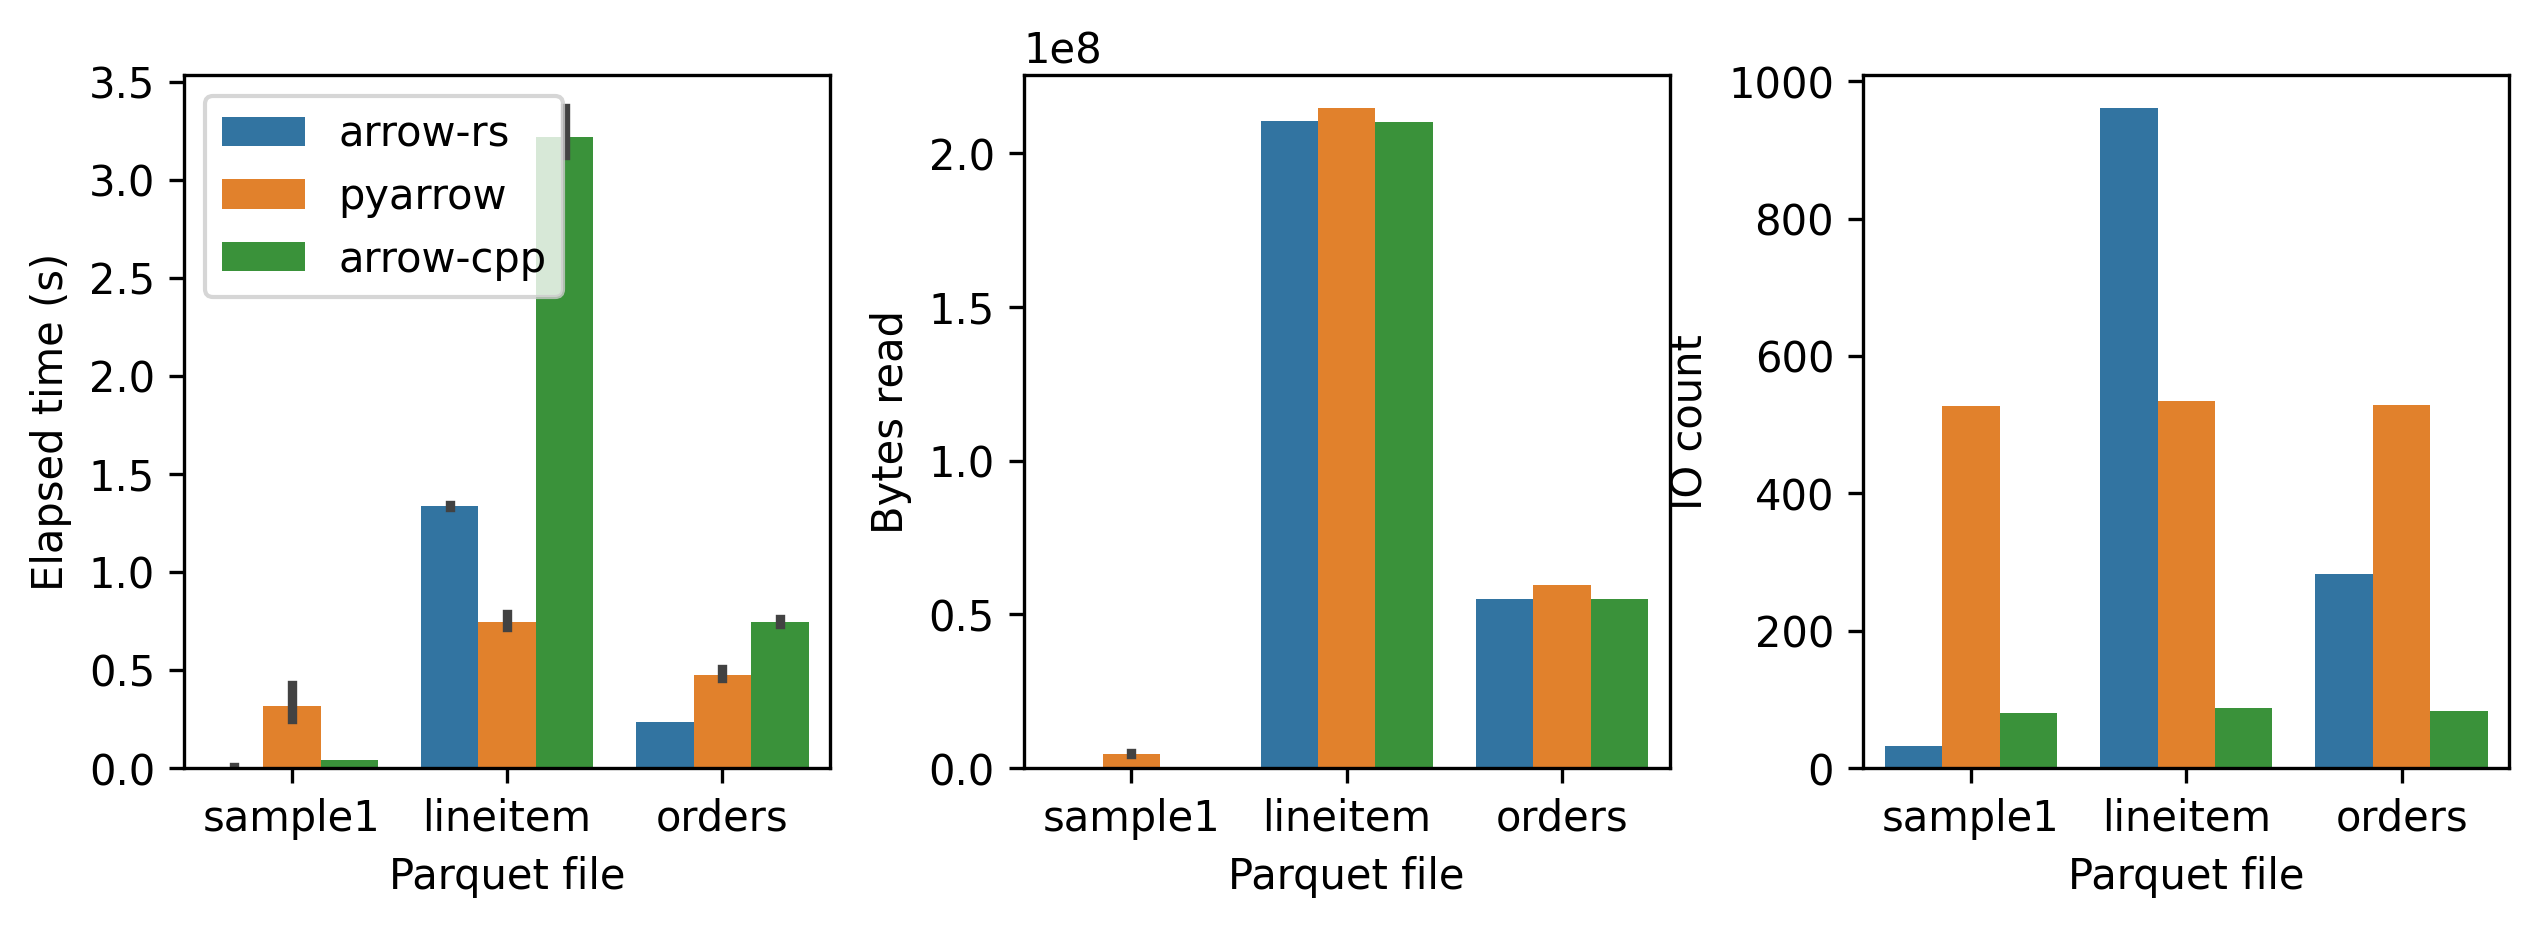 Elapsed time (s)
3.5
3.0
2.5
2.0
1.5
1.0
0.5
0.0
arrow-rs
pyarrow
arrow-cpp
sample1 lineitem orders
Parquet file
1e8
Bytes read
2.0
1.5
1.0
0.5
0.0
sample1 lineitem orders
Parquet file
IO count
1000
800
600
400
200
0
sample1 lineitem orders
Parquet file